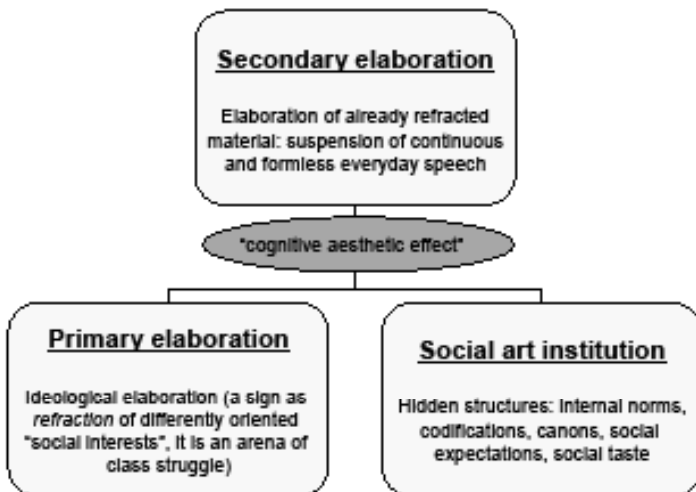 Secondary elaboration
Elaboration of already refracted
material: suspension of continuous
and formless everyday speech
"cognitive aesthetic effect"
Primary elaboration
Ideological elaboration (a sign as
refraction of differently oriented
"social interests", it is an arena of
class struggle)
Social art institution
Hidden structures: internal norms,
codifications, canons, social
expectations, social taste